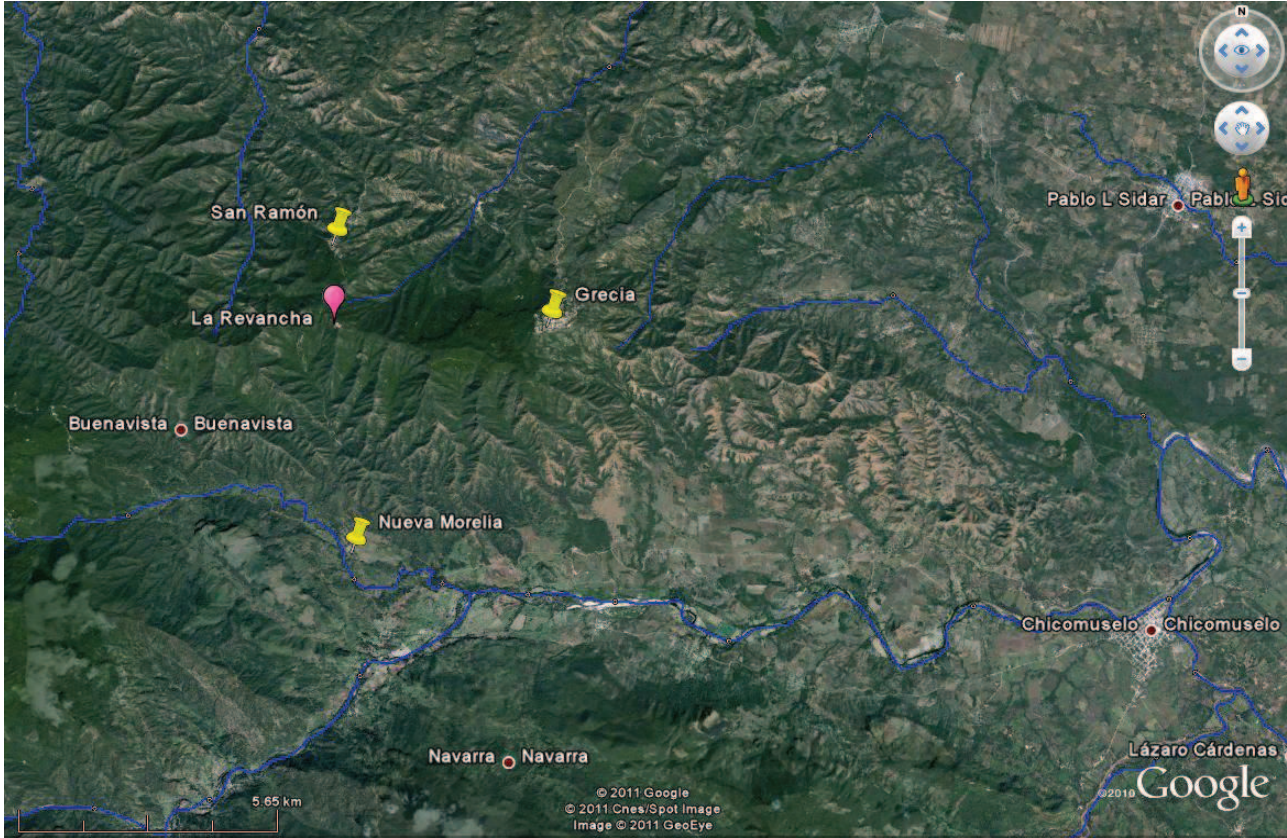 N
San Ramón
Pablo L Sidar Pablo L Sid
La Revancha
Grecia
Buenavista Buenavista
Nueva Morelia
Chicomuselo Chicomuselo
Navarra Navarra
Lázaro Cárdenas
5.65 km
© 2011 Google
© 2011 Cnes/Spot Image
Image © 2011 GeoEye
©2010 Google